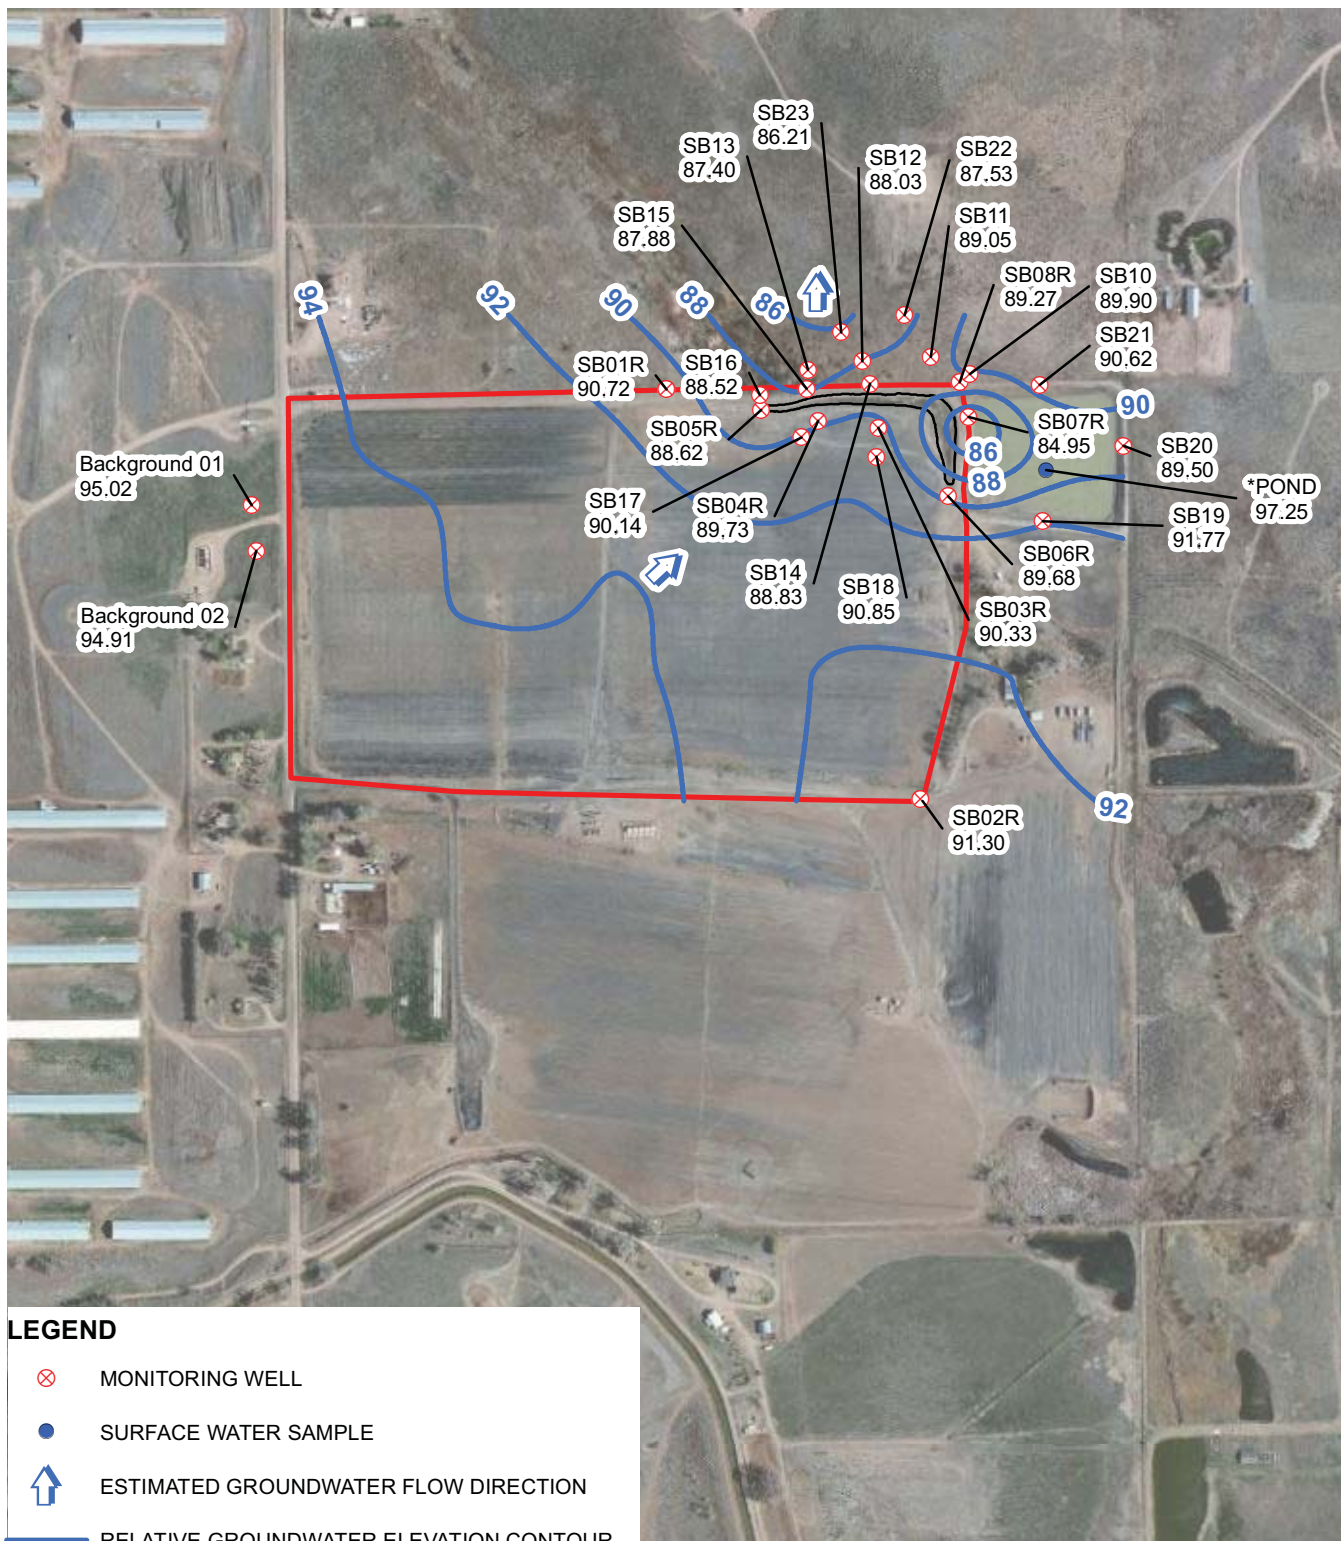 SB23
86.21
SB13
87.40
SB12
88.03
SB22
87.53
SB15
87.88
SB11
89.05
SB08R
89.27
SB10
89.90
94
92
90
88
86
SB21
90.62
SB01R
90.72
SB16
88.52
90
SB05R
88.62
SB07R
84.95
86
88
SB20
89.50
Background 01
95.02
*POND
97.25
SB17
90.14
SB04R
89.73
SB19
91.77
SB06R
89.68
SB14
88.83
SB18
90.85
SB03R
90.33
Background 02
94.91
92
SB02R
91.30
LEGEND
MONITORING WELL
SURFACE WATER SAMPLE
ESTIMATED GROUNDWATER FLOW DIRECTION
RELATIVE GROUNDWATER ELEVATION CONTOUR